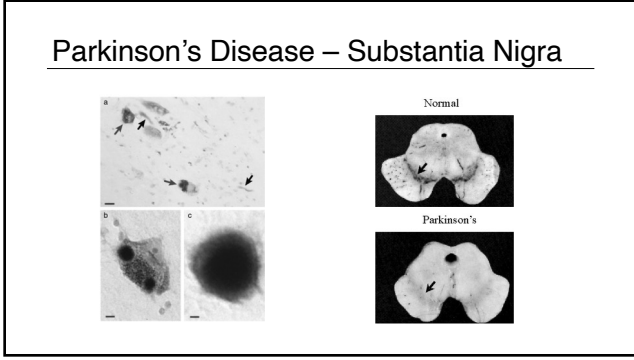 Parkinson's Disease – Substantia Nigra
a
b
c
Normal
Parkinson's